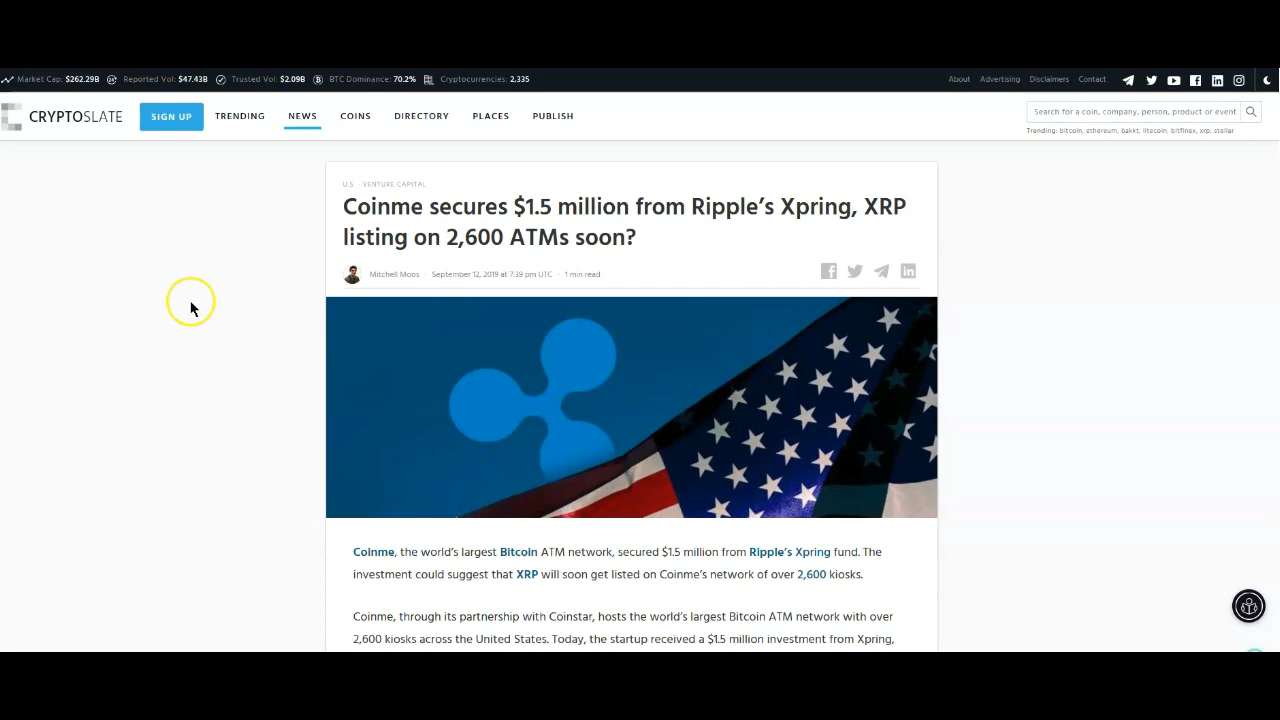 Market Cap: $262.29B Reported Vol: $47.43B Trusted Vol: $2.09B BTC Dominance: 70.2% Cryptocurrencies: 2,335 About Advertising Disclaimers Contact
CRYPTOSLATE SIGN UP TRENDING NEWS COINS DIRECTORY PLACES PUBLISH Search for a coin, company, person, product or event
Trending: bitcoin, ethereum, bakkt, litecoin, bitfinex, xrp, stellar
U.S. · VENTURE CAPITAL
Coinme secures $1.5 million from Ripple’s Xpring, XRP
listing on 2,600 ATMs soon?
Mitchell Moos · September 12, 2019 at 7:39 pm UTC · 1 min read
Coinme, the world’s largest Bitcoin ATM network, secured $1.5 million from Ripple’s Xpring fund. The
investment could suggest that XRP will soon get listed on Coinme’s network of over 2,600 kiosks.
Coinme, through its partnership with Coinstar, hosts the world’s largest Bitcoin ATM network with over
2,600 kiosks across the United States. Today, the startup received a $1.5 million investment from Xpring,